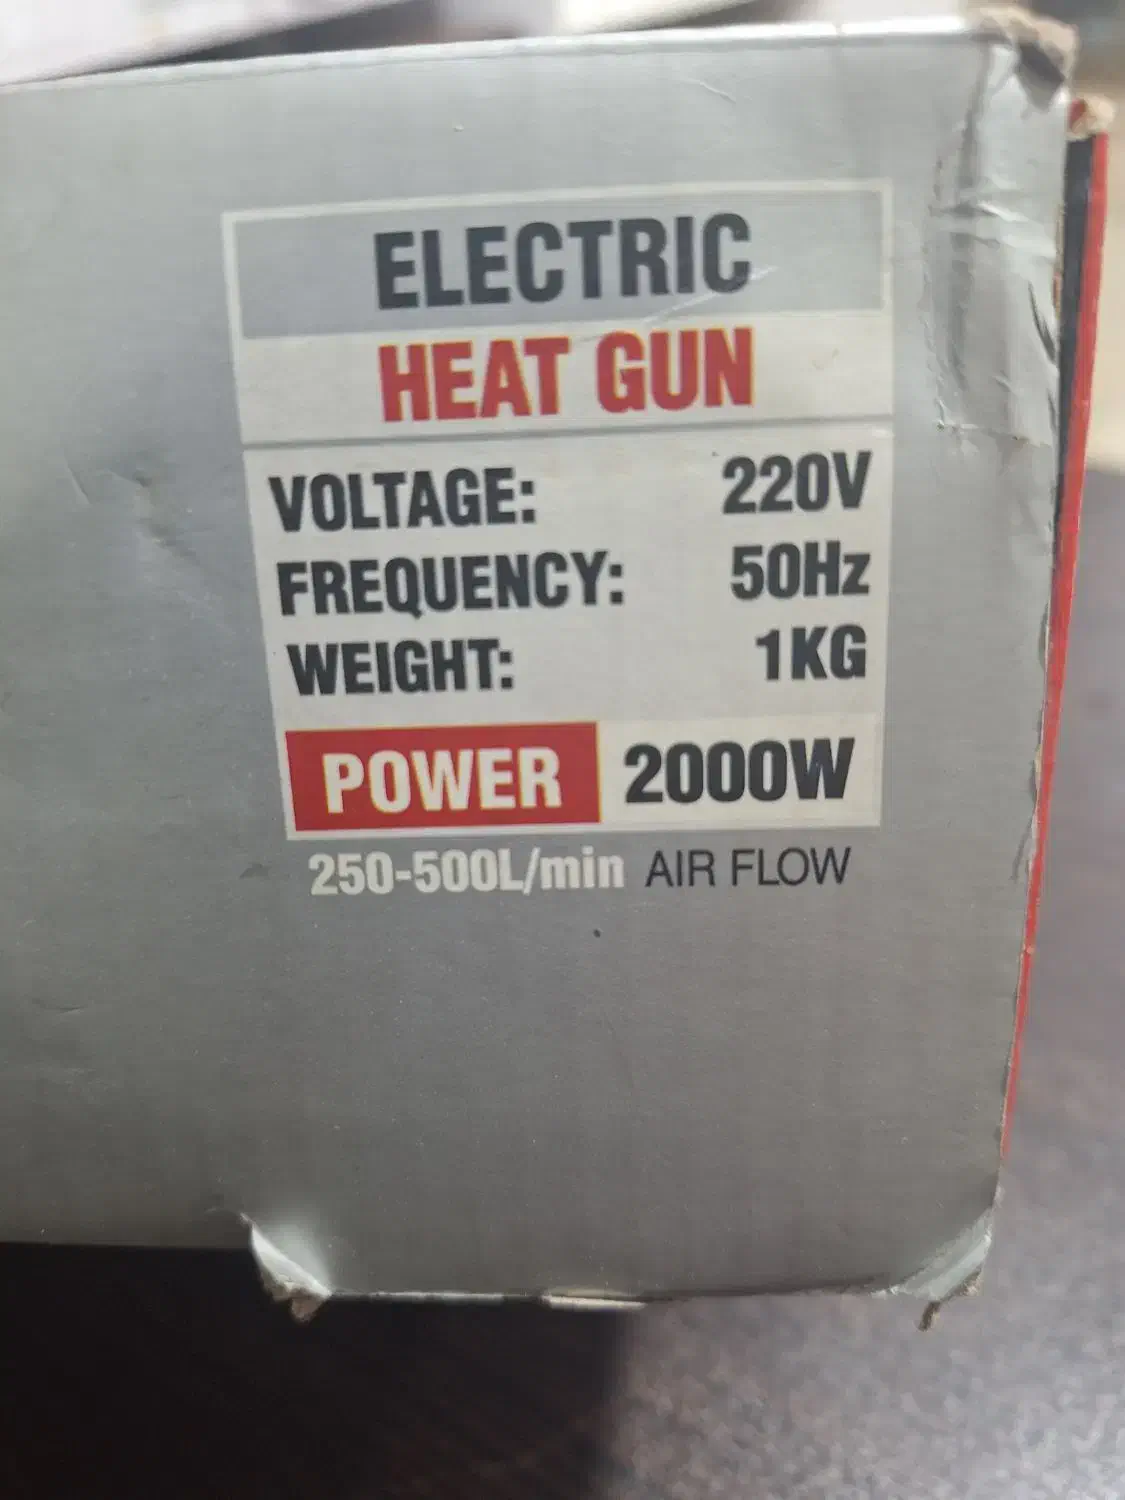 ELECTRIC
HEAT GUN
VOLTAGE: 220V
FREQUENCY: 50Hz
WEIGHT: 1KG
POWER 2000W
250-500L/min AIR FLOW